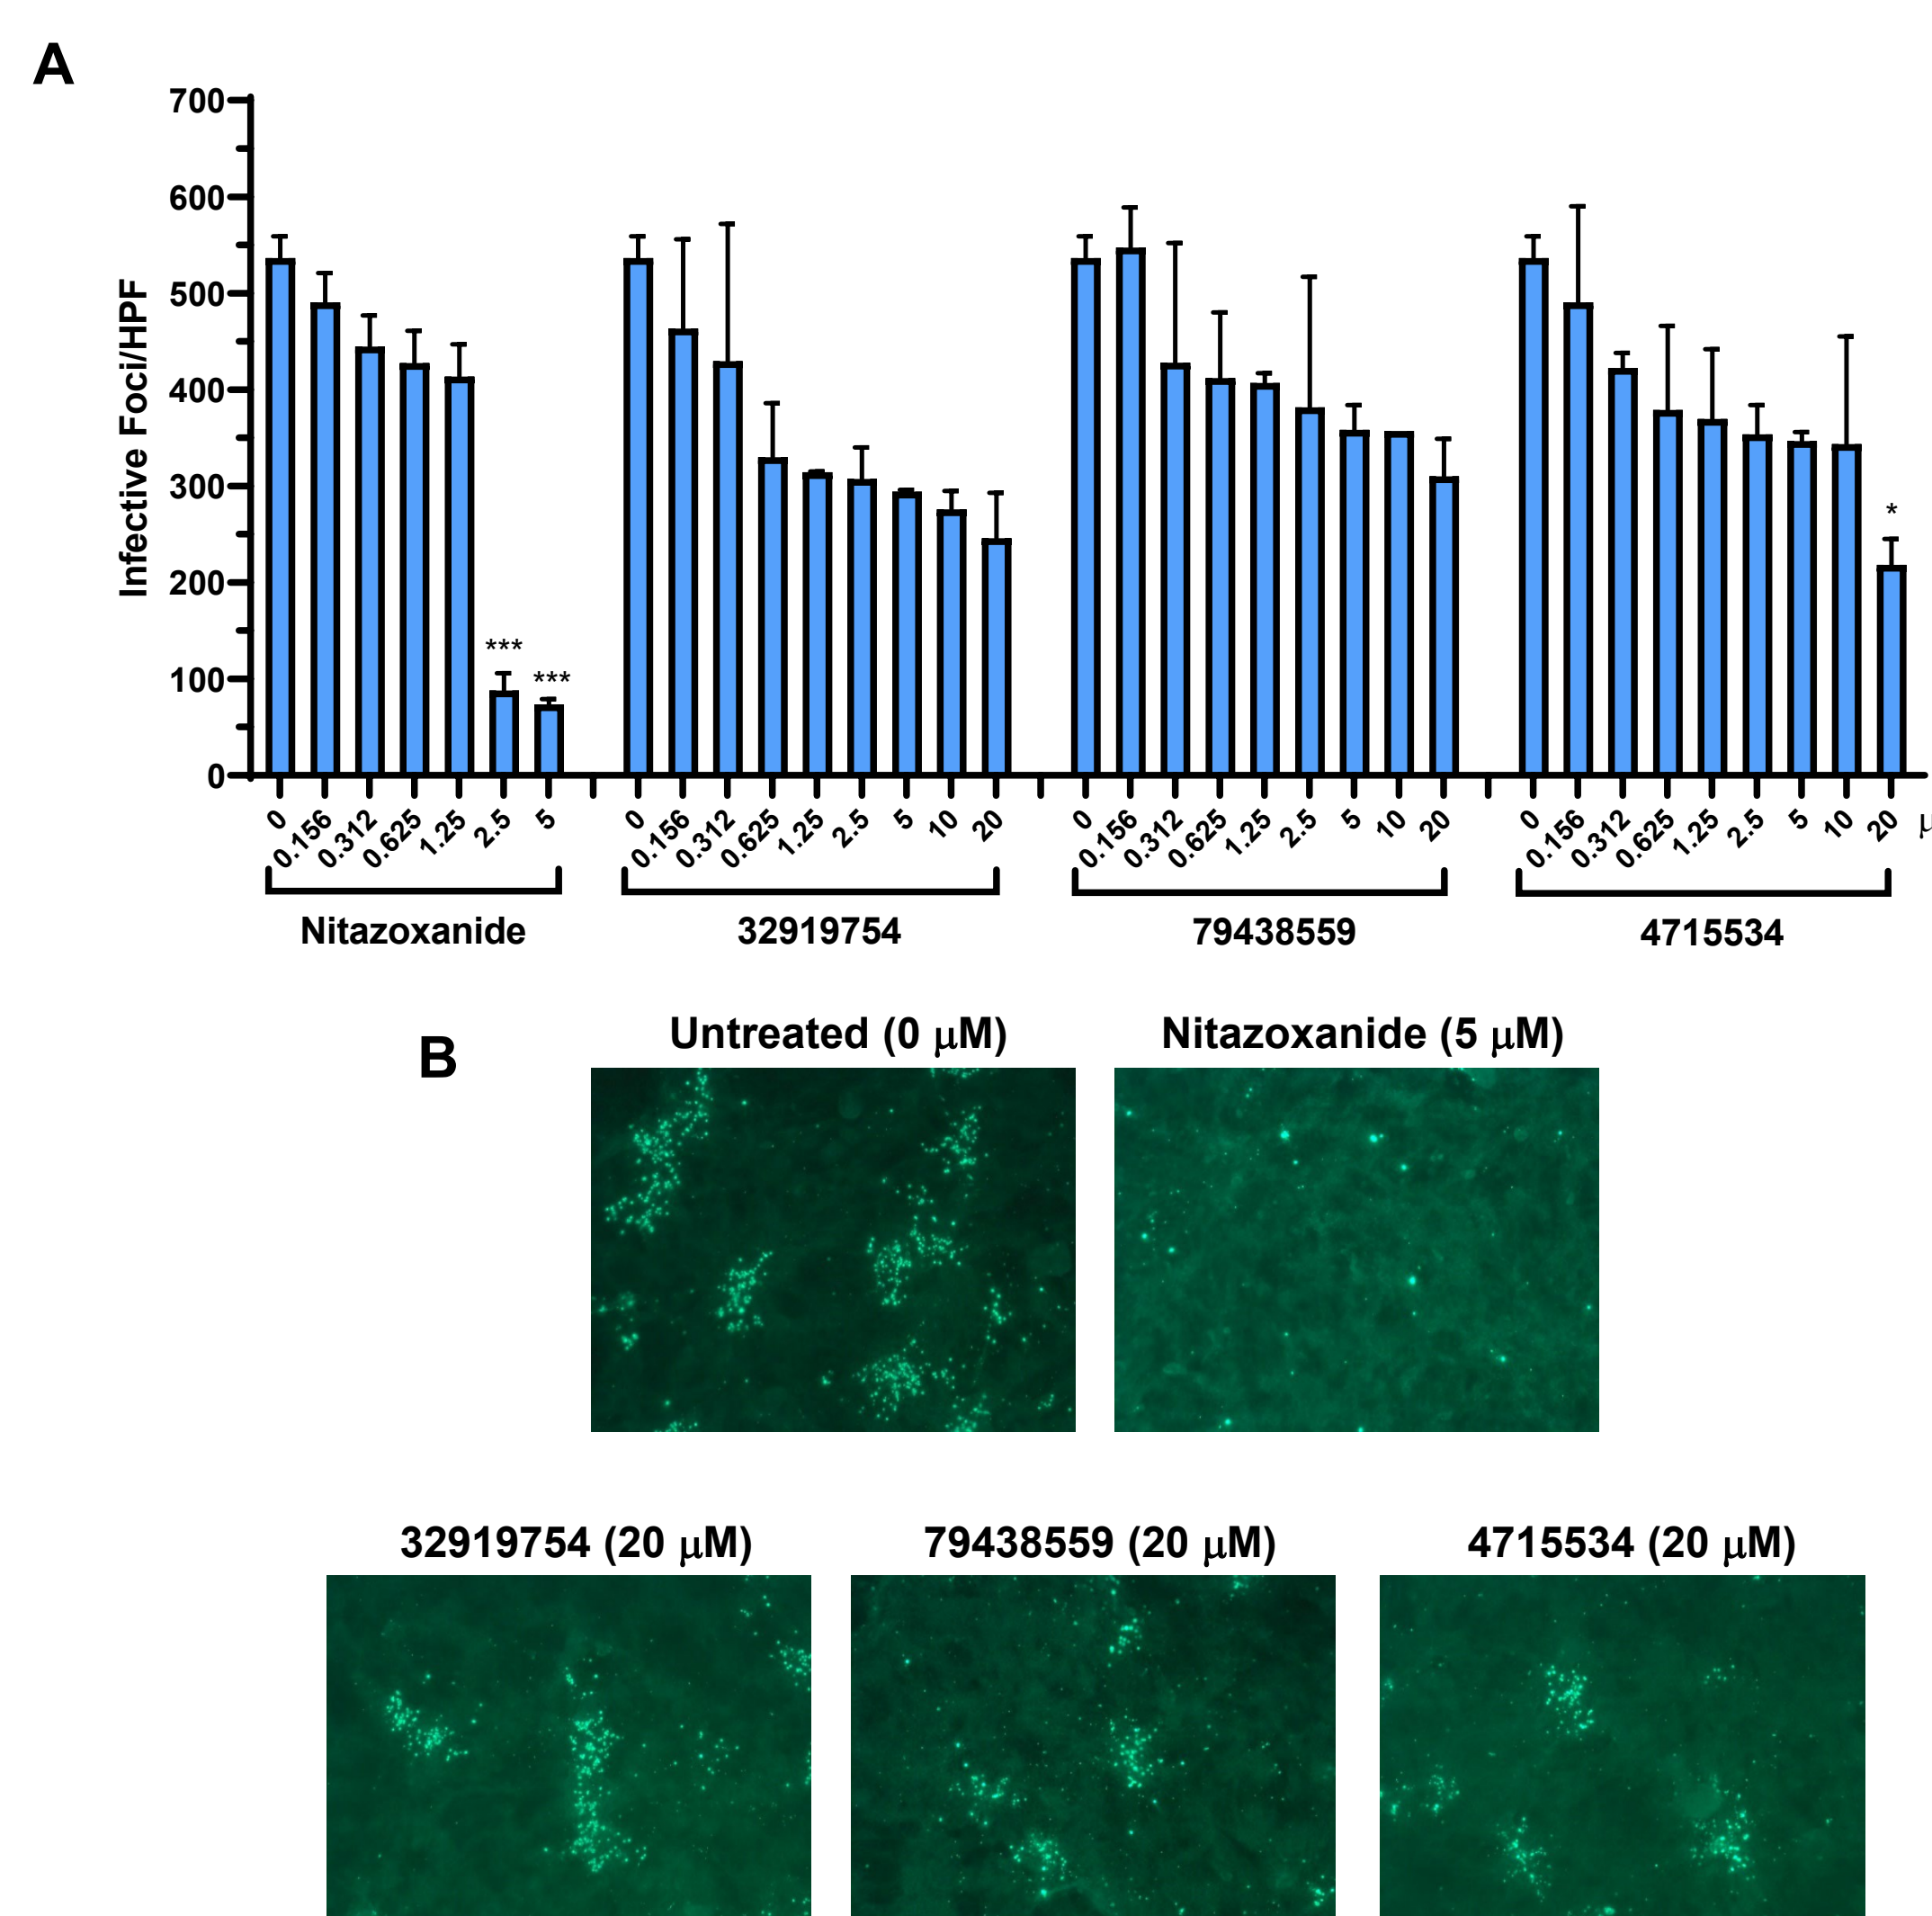 A
700
600
500
400
300
200
100
0
Infective Foci/HPF
*** *** *
0 0.156 0.312 0.625 1.25 2.5 5 0 0.156 0.312 0.625 1.25 2.5 5 10 20 0 0.156 0.312 0.625 1.25 2.5 5 10 20 0 0.156 0.312 0.625 1.25 2.5 5 10 20 μ
Nitazoxanide 32919754 79438559 4715534
B
Untreated (0 μM) Nitazoxanide (5 μM)
32919754 (20 μM) 79438559 (20 μM) 4715534 (20 μM)